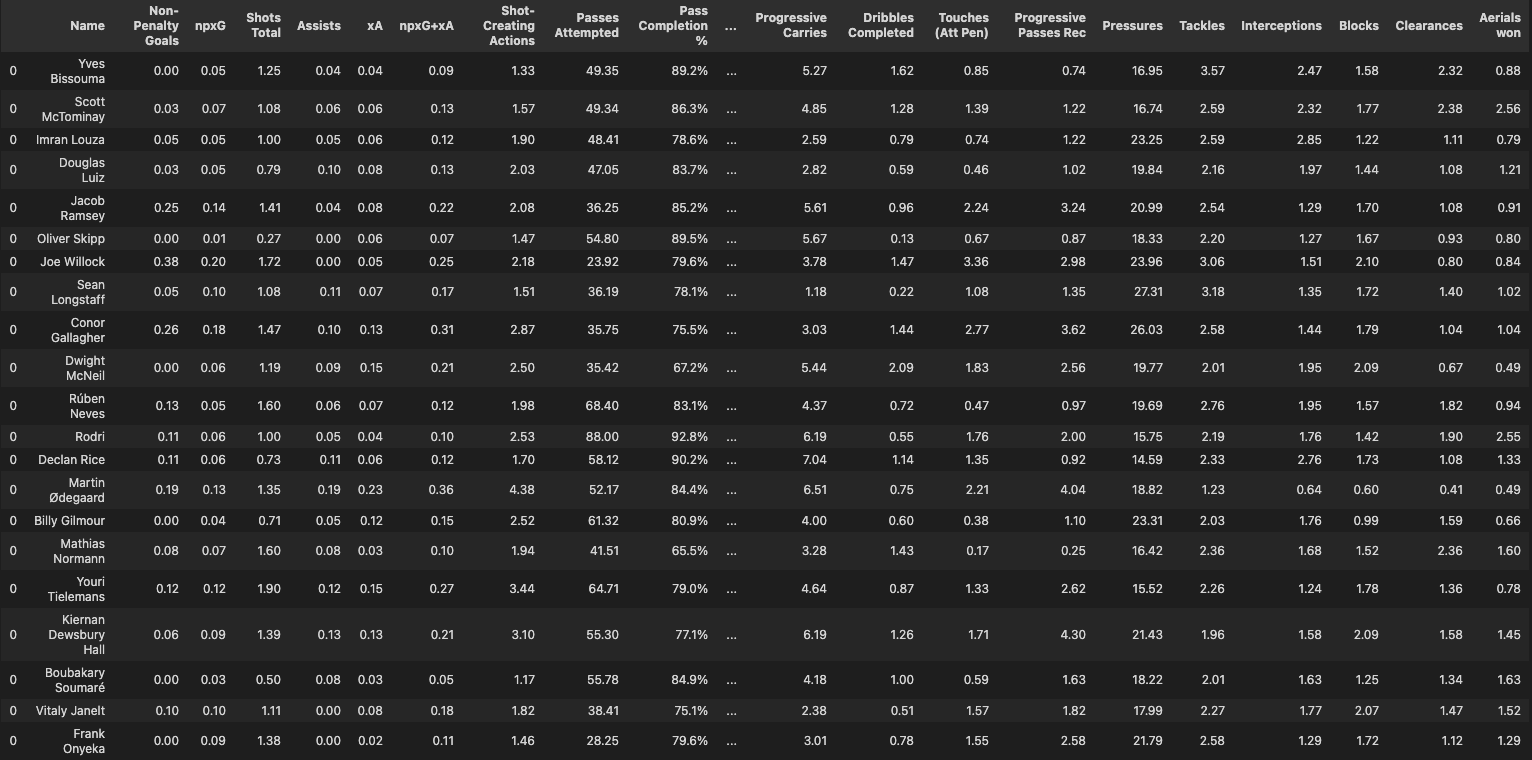 Name Non-Penalty Goals npxG Shots Total Assists xA npxG+xA Shot-Creating Actions Passes Attempted Pass Completion % ... Progressive Carries Dribbles Completed Touches (Att Pen) Progressive Passes Rec Pressures Tackles Interceptions Blocks Clearances Aerials won
0 Yves Bissouma 0.00 0.05 1.25 0.04 0.04 0.09 1.33 49.35 89.2% ... 5.27 1.62 0.85 0.74 16.95 3.57 2.47 1.58 2.32 0.88
0 Scott McTominay 0.03 0.07 1.08 0.06 0.06 0.13 1.57 49.34 86.3% ... 4.85 1.28 1.39 1.22 16.74 2.59 2.32 1.77 2.38 2.56
0 Imran Louza 0.05 0.05 1.00 0.05 0.06 0.12 1.90 48.41 78.6% ... 2.59 0.79 0.74 1.22 23.25 2.59 2.85 1.22 1.11 0.79
0 Douglas Luiz 0.03 0.05 0.79 0.10 0.08 0.13 2.03 47.05 83.7% ... 2.82 0.59 0.46 1.02 19.84 2.16 1.97 1.44 1.08 1.21
0 Jacob Ramsey 0.25 0.14 1.41 0.04 0.08 0.22 2.08 36.25 85.2% ... 5.61 0.96 2.24 3.24 20.99 2.54 1.29 1.70 1.08 0.91
0 Oliver Skipp 0.00 0.01 0.27 0.00 0.06 0.07 1.47 54.80 89.5% ... 5.67 0.13 0.67 0.87 18.33 2.20 1.27 1.67 0.93 0.80
0 Joe Willock 0.38 0.20 1.72 0.00 0.05 0.25 2.18 23.92 79.6% ... 3.78 1.47 3.36 2.98 23.96 3.06 1.51 2.10 0.80 0.84
0 Sean Longstaff 0.05 0.10 1.08 0.11 0.07 0.17 1.51 36.19 78.1% ... 1.18 0.22 1.08 1.35 27.31 3.18 1.35 1.72 1.40 1.02
0 Conor Gallagher 0.26 0.18 1.47 0.10 0.13 0.31 2.87 35.75 75.5% ... 3.03 1.44 2.77 3.62 26.03 2.58 1.44 1.79 1.04 1.04
0 Dwight McNeil 0.00 0.06 1.19 0.09 0.15 0.21 2.50 35.42 67.2% ... 5.44 2.09 1.83 2.56 19.77 2.01 1.95 2.09 0.67 0.49
0 Rúben Neves 0.13 0.05 1.60 0.06 0.07 0.12 1.98 68.40 83.1% ... 4.37 0.72 0.47 0.97 19.69 2.76 1.95 1.57 1.82 0.94
0 Rodri 0.11 0.06 1.00 0.05 0.04 0.10 2.53 88.00 92.8% ... 6.19 0.55 1.76 2.00 15.75 2.19 1.76 1.42 1.90 2.55
0 Declan Rice 0.11 0.06 0.73 0.11 0.06 0.12 1.70 58.12 90.2% ... 7.04 1.14 1.35 0.92 14.59 2.33 2.76 1.73 1.08 1.33
0 Martin Ødegaard 0.19 0.13 1.35 0.19 0.23 0.36 4.38 52.17 84.4% ... 6.51 0.75 2.21 4.04 18.82 1.23 0.64 0.60 0.41 0.49
0 Billy Gilmour 0.00 0.04 0.71 0.05 0.12 0.15 2.52 61.32 80.9% ... 4.00 0.60 0.38 1.10 23.31 2.03 1.76 0.99 1.59 0.66
0 Mathias Normann 0.08 0.07 1.60 0.08 0.03 0.10 1.94 41.51 65.5% ... 3.28 1.43 0.17 0.25 16.42 2.36 1.68 1.52 2.36 1.60
0 Youri Tielemans 0.12 0.12 1.90 0.12 0.15 0.27 3.44 64.71 79.0% ... 4.64 0.87 1.33 2.62 15.52 2.26 1.24 1.78 1.36 0.78
0 Kiernan Dewsbury Hall 0.06 0.09 1.39 0.13 0.13 0.21 3.10 55.30 77.1% ... 6.19 1.26 1.71 4.30 21.43 1.96 1.58 2.09 1.58 1.45
0 Boubakary Soumaré 0.00 0.03 0.50 0.08 0.03 0.05 1.17 55.78 84.9% ... 4.18 1.00 0.59 1.63 18.22 2.01 1.63 1.25 1.34 1.63
0 Vitaly Janelt 0.10 0.10 1.11 0.00 0.08 0.18 1.82 38.41 75.1% ... 2.38 0.51 1.57 1.82 17.99 2.27 1.77 2.07 1.47 1.52
0 Frank Onyeka 0.00 0.09 1.38 0.00 0.02 0.11 1.46 28.25 79.6% ... 3.01 0.78 1.55 2.58 21.79 2.58 1.29 1.72 1.12 1.29